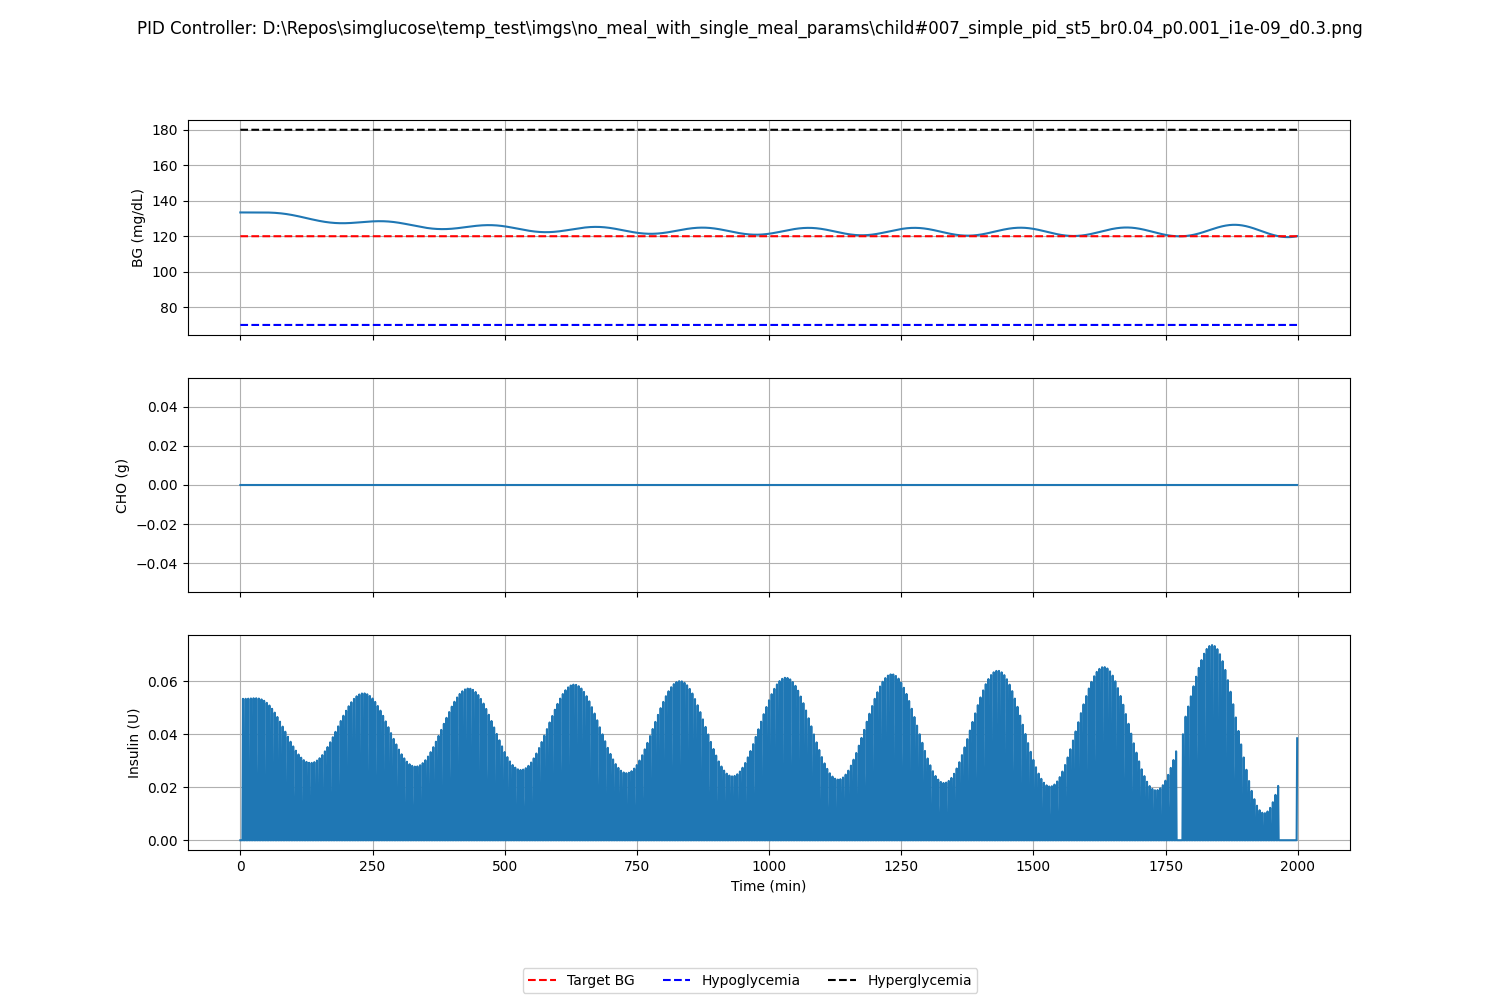 PID Controller: D:\Repos\simglucose\temp_test\imgs\no_meal_with_single_meal_params\child#007_simple_pid_st5_br0.04_p0.001_i1e-09_d0.3.png
180
160
140
120
100
80
BG (mg/dL)
0.04
0.02
0.00
−0.02
−0.04
CHO (g)
0.06
0.04
0.02
0.00
Insulin (U)
0 250 500 750 1000 1250 1500 1750 2000
Time (min)
Target BG Hypoglycemia Hyperglycemia